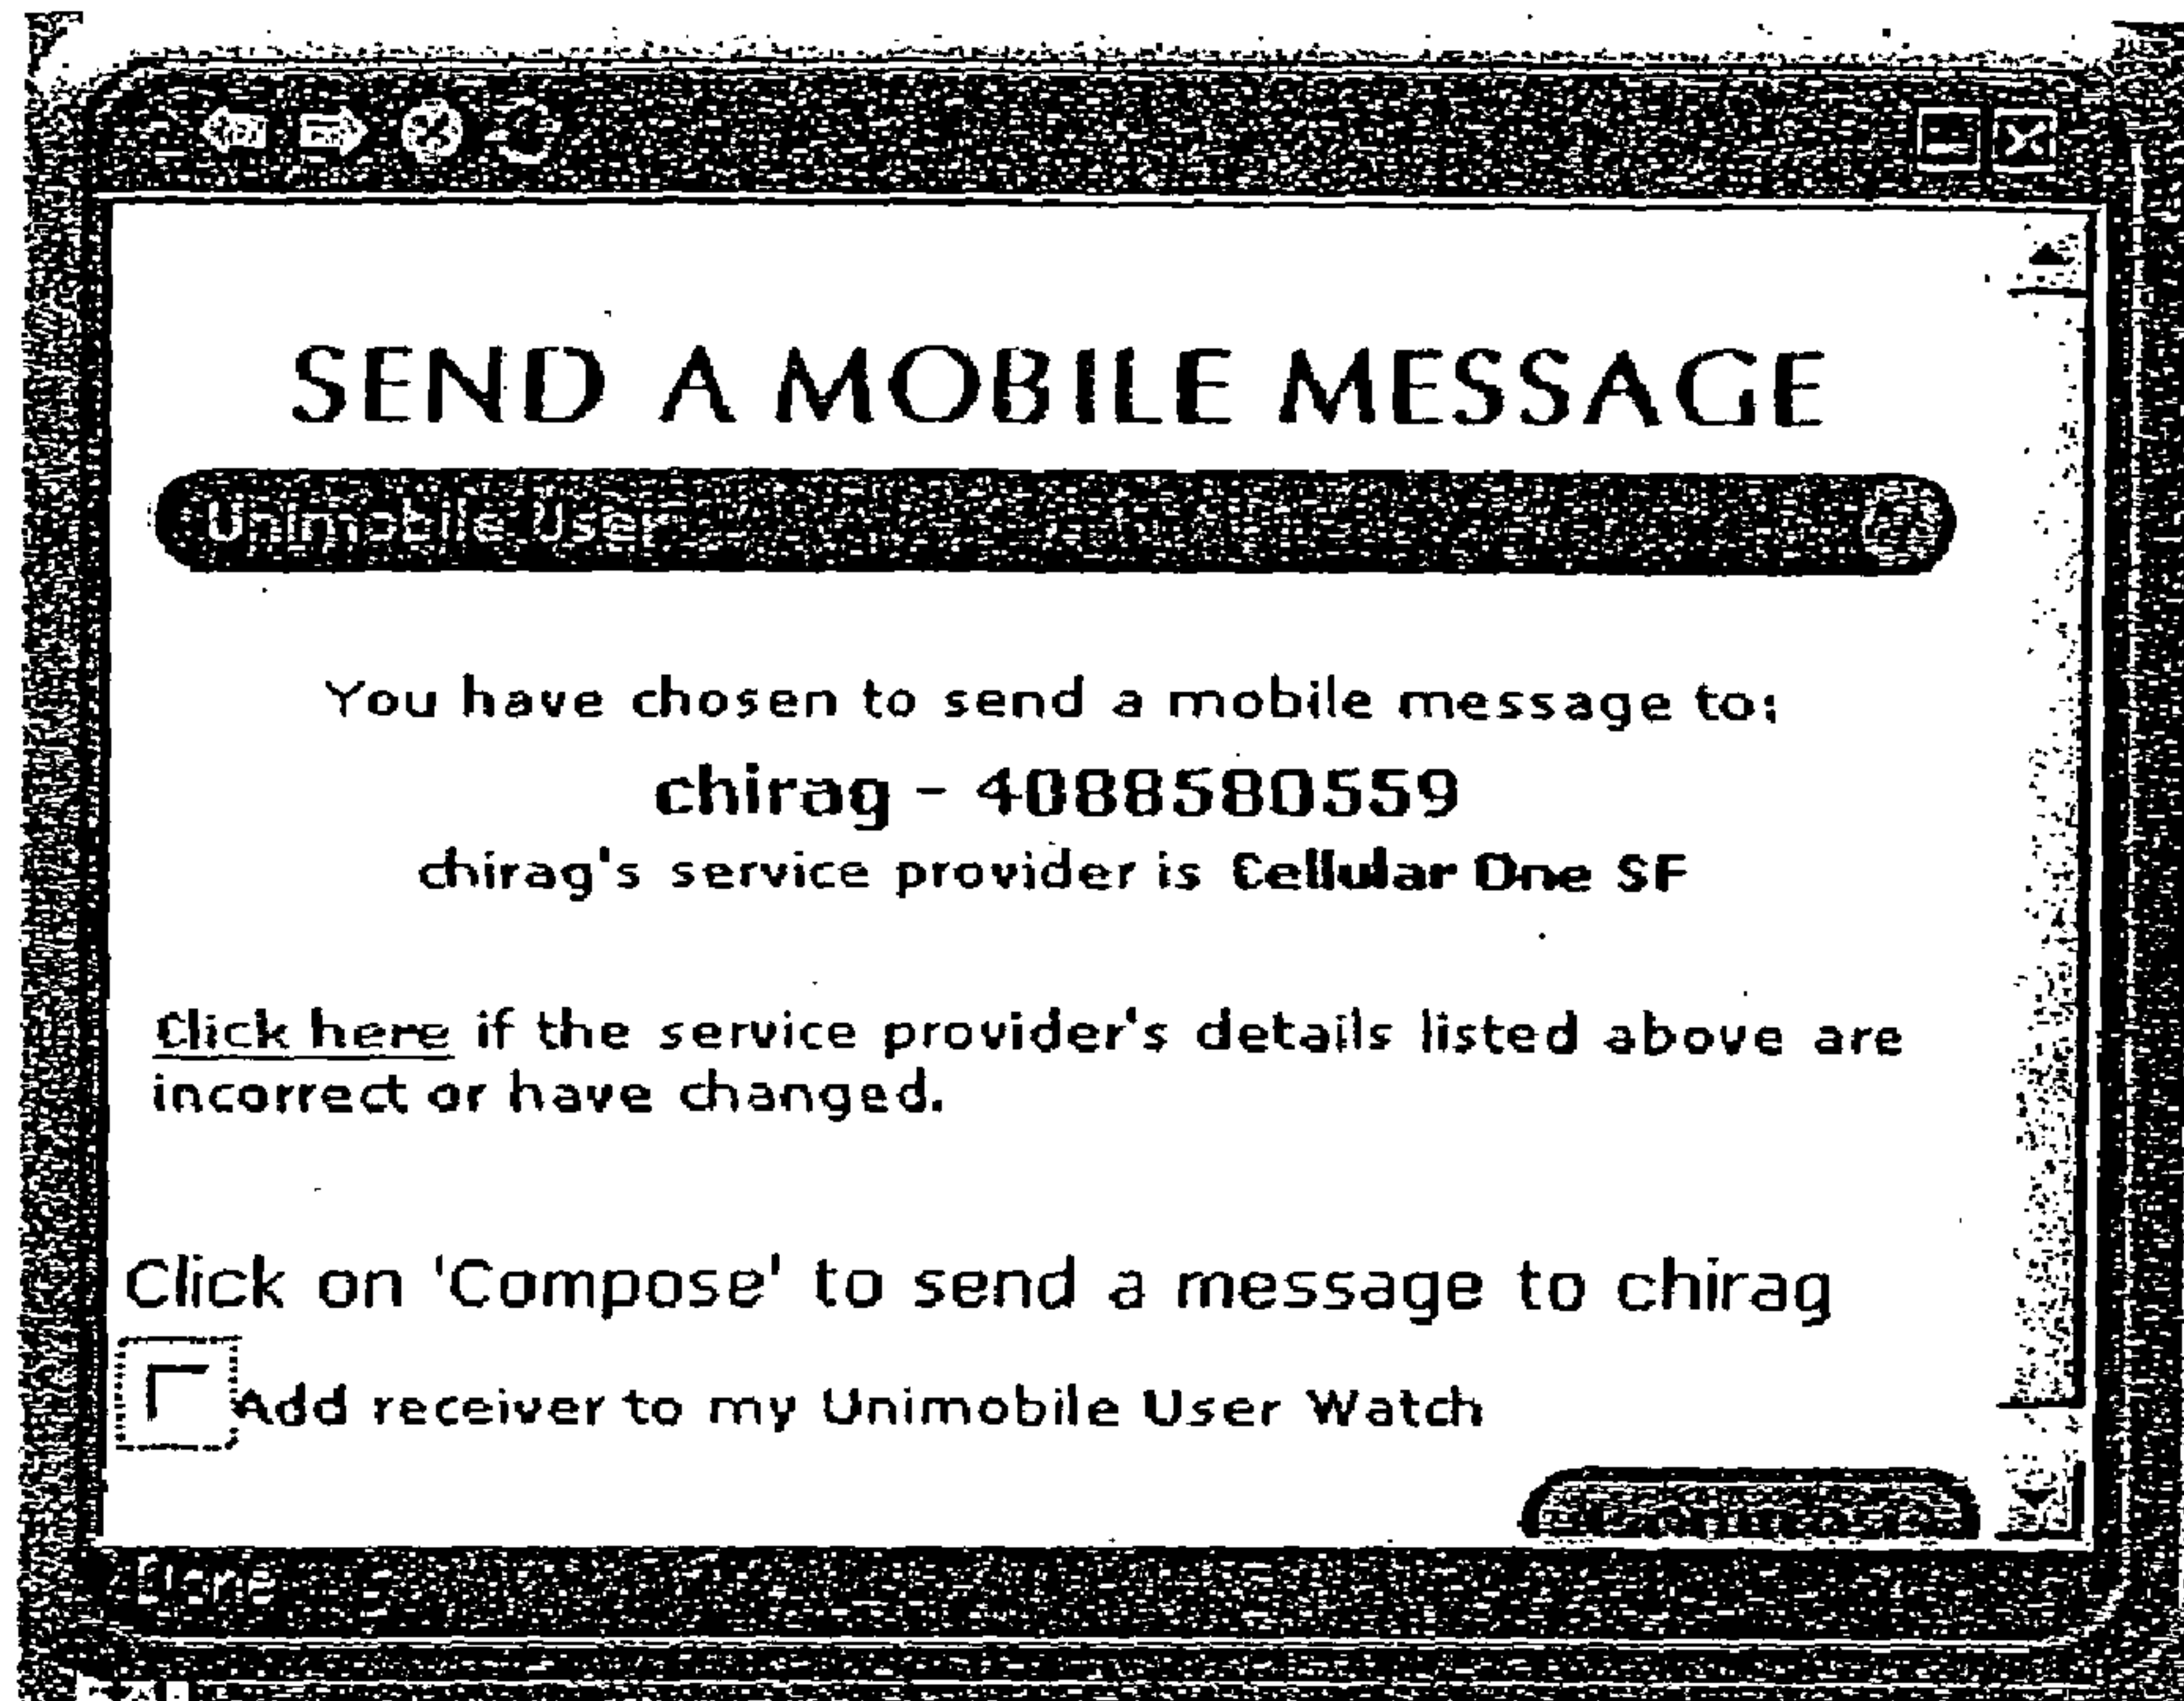 SEND A MOBILE MESSAGE
Unimobile User
You have chosen to send a mobile message to:
chirag - 4088580559
chirag's service provider is Cellular One SF
Click here if the service provider's details listed above are
incorrect or have changed.
Click on 'Compose' to send a message to chirag
Add receiver to my Unimobile User Watch
Done